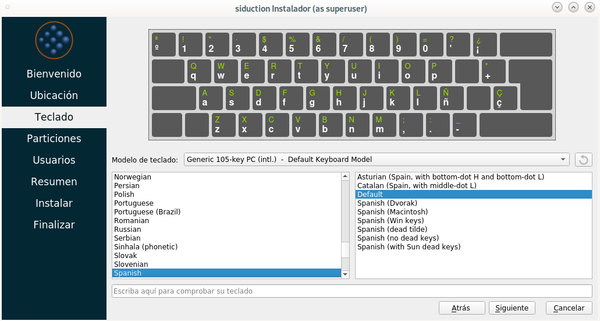 siduction Instalador (as superuser)
Bienvenido
Ubicación
Teclado
Particiones
Usuarios
Resumen
Instalar
Finalizar
ª ! " · $ % & / ( ) = ? ¿
º 1 2 3 4 5 6 7 8 9 0 ' ¡
Q W E R T Y U I O P ^ *
q w e r t y u i o p ` +
A S D F G H J K L Ñ ¨ Ç
a s d f g h j k l ñ ´ ç
Z X C V B N M ; : _
z x c v b n m , . -
Modelo de teclado: Generic 105-key PC (intl.) - Default Keyboard Model
Norwegian
Persian
Polish
Portuguese
Portuguese (Brazil)
Romanian
Russian
Serbian
Sinhala (phonetic)
Slovak
Slovenian
Spanish
Asturian (Spain, with bottom-dot H and bottom-dot L)
Catalan (Spain, with middle-dot L)
Default
Spanish (Dvorak)
Spanish (Macintosh)
Spanish (Win keys)
Spanish (dead tilde)
Spanish (no dead keys)
Spanish (with Sun dead keys)
Escriba aquí para comprobar su teclado
Atrás Siguiente Cancelar